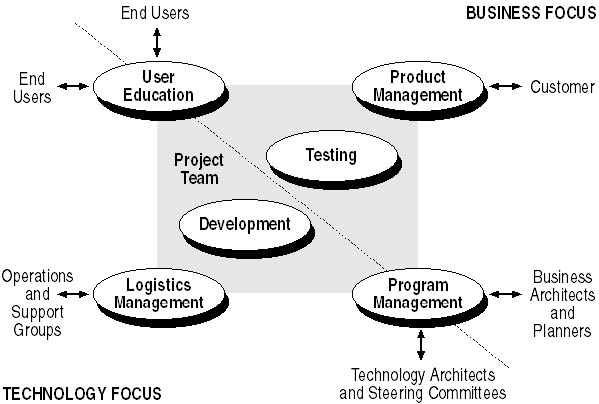 End Users
BUSINESS FOCUS
End
Users
User
Education
Product
Management
Customer
Project
Team
Testing
Development
Operations
and
Support
Groups
Logistics
Management
Program
Management
Business
Architects
and
Planners
Technology Architects
and Steering Committees
TECHNOLOGY FOCUS